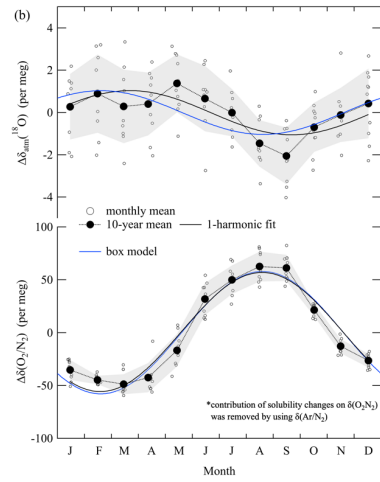 (b)
4
2
0
-2
-4
Δδatm(¹⁸O) (per meg)
monthly mean
10-year mean
1-harmonic fit
box model
100
50
0
-50
-100
Δδ(O₂/N₂) (per meg)
*contribution of solubility changes on δ(O₂N₂)
was removed by using δ(Ar/N₂)
J F M A M J J A S O N D
Month